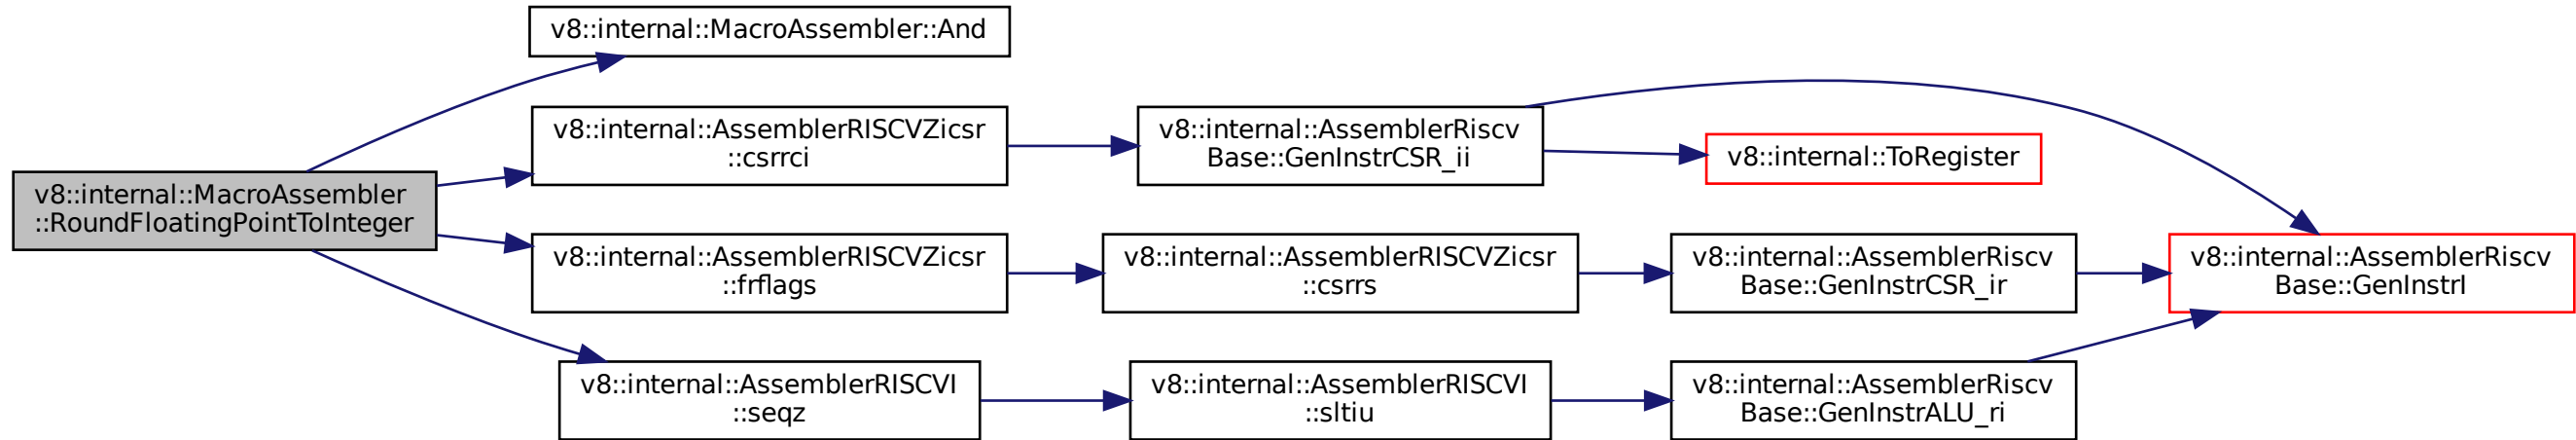 v8::internal::MacroAssembler
::RoundFloatingPointToInteger
v8::internal::MacroAssembler::And
v8::internal::AssemblerRISCVZicsr
::csrrci
v8::internal::AssemblerRiscv
Base::GenInstrCSR_ii
v8::internal::ToRegister
v8::internal::AssemblerRISCVZicsr
::frflags
v8::internal::AssemblerRISCVZicsr
::csrrs
v8::internal::AssemblerRiscv
Base::GenInstrCSR_ir
v8::internal::AssemblerRiscv
Base::GenInstrI
v8::internal::AssemblerRISCVI
::seqz
v8::internal::AssemblerRISCVI
::sltiu
v8::internal::AssemblerRiscv
Base::GenInstrALU_ri